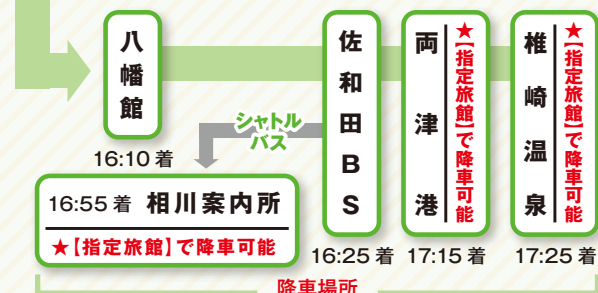 八幡館
16:10 着
シャトル
バス
16:55 着 相川案内所
★【指定旅館】で降車可能
佐和田BS
16:25 着
両津港
★【指定旅館】で降車可能
17:15 着
椎崎温泉
★【指定旅館】で降車可能
17:25 着
降車場所